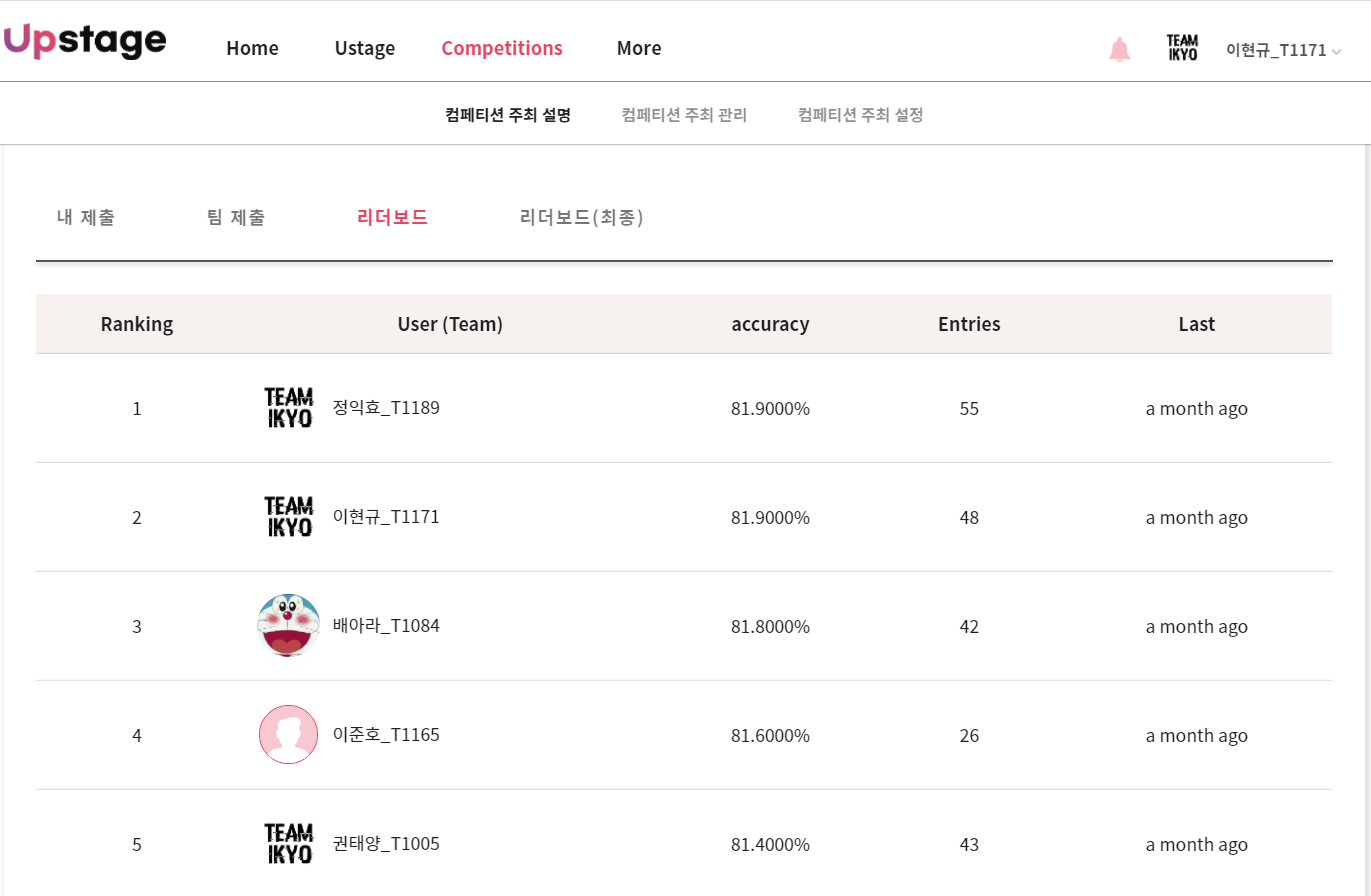 Upstage Home Ustage Competitions More TEAM IKYO 이현규_T1171
컴페티션 주최 설명 컴페티션 주최 관리 컴페티션 주최 설정
내 제출 팀 제출 리더보드 리더보드(최종)
Ranking User (Team) accuracy Entries Last
1 TEAM IKYO 정익효_T1189 81.9000% 55 a month ago
2 TEAM IKYO 이현규_T1171 81.9000% 48 a month ago
3 배아라_T1084 81.8000% 42 a month ago
4 이준호_T1165 81.6000% 26 a month ago
5 TEAM IKYO 권태양_T1005 81.4000% 43 a month ago